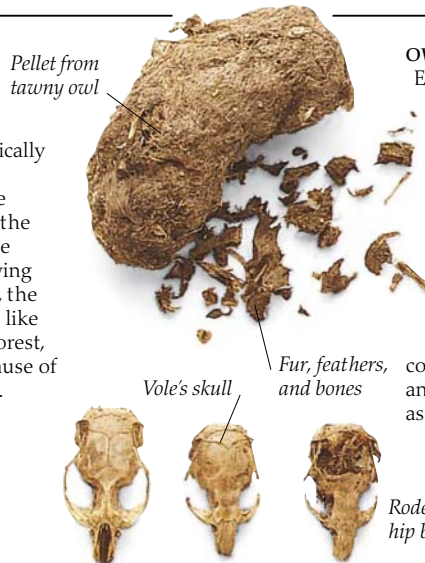 Pellet from
tawny owl
ically
e
the
e
ving
, the
like
orest,
ause of
.
OW
E
Fur, feathers,
and bones
Vole's skull
co
an
as
Rode
hip b